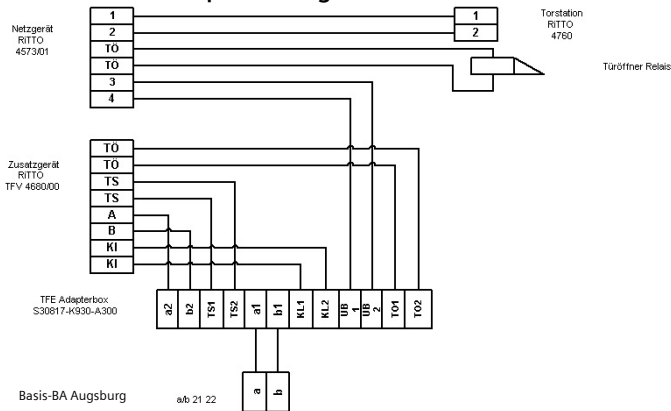 1
2
TÖ
TÖ
3
4
Netzgerät
RiTTO
4573/01
1
2
Torstation
RiTTO
4760
Türöffner Relais
TÖ
TÖ
TS
TS
A
B
KI
KI
Zusatzgerät
RiTTO
TFV 4680/00
TFE Adapterbox
S30817-K930-A300
a2
b2
TS1
TS2
a1
b1
KL1
KL2
UB 1
UB 2
TO1
TO2
Basis-BA Augsburg
a/b 21 22
a
b